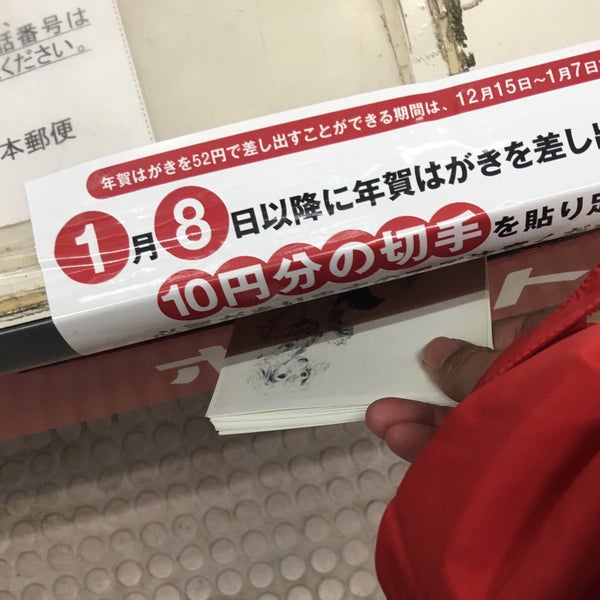 話番号は
ください。
本郵便
年賀はがきを52円で差し出すことができる期間は、12月15日〜1月7日
1月8日以降に年賀はがきを差し出
10円分の切手を貼り足